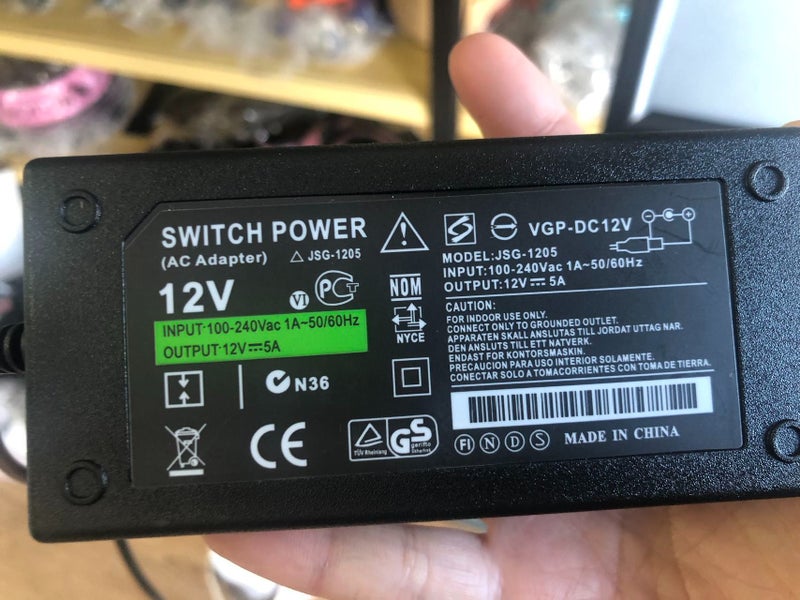 SWITCH POWER
(AC Adapter) △ JSG-1205
12V
VI
PCT
INPUT:100-240Vac 1A~50/60Hz
OUTPUT:12V⎓5A
N36
CE
TÜV Rheinland
GS
NOM
NYCE
VGP-DC12V
MODEL:JSG-1205
INPUT:100-240Vac 1A~50/60Hz
OUTPUT:12V⎓5A
CAUTION:
FOR INDOOR USE ONLY.
CONNECT ONLY TO GROUNDED OUTLET.
APPARATEN SKALL ANSLUTAS TILL JORDAT UTTAG NAR.
DEN ANSLUTS TILL ETT NATVERK.
ENDAST FOR KONTORSMASKIN.
PRECAUCION PARA USO INTERIOR SOLAMENTE.
CONECTAR SOLO A TOMACORRIENTES CON TOMA DE TIERRA.
FI N D S MADE IN CHINA